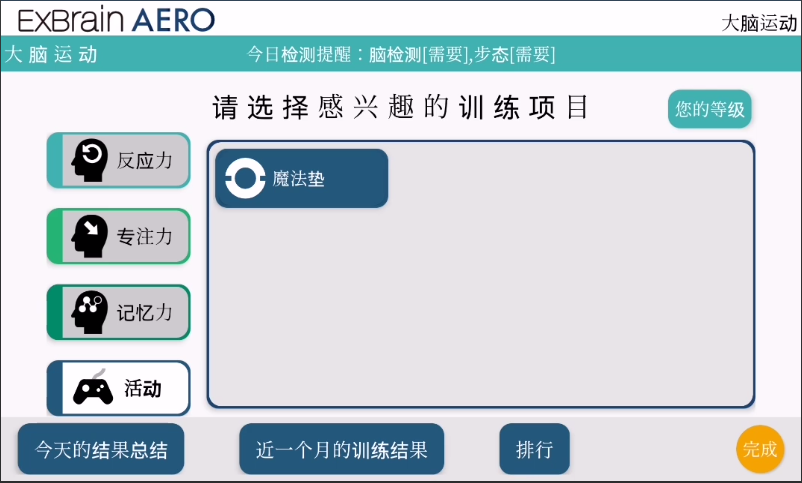 ExBrain AERO
大脑运动
大脑运动
今日检测提醒：脑检测[需要],步态[需要]
请选择感兴趣的训练项目
您的等级
反应力
魔法垫
专注力
记忆力
活动
今天的结果总结
近一个月的训练结果
排行
完成